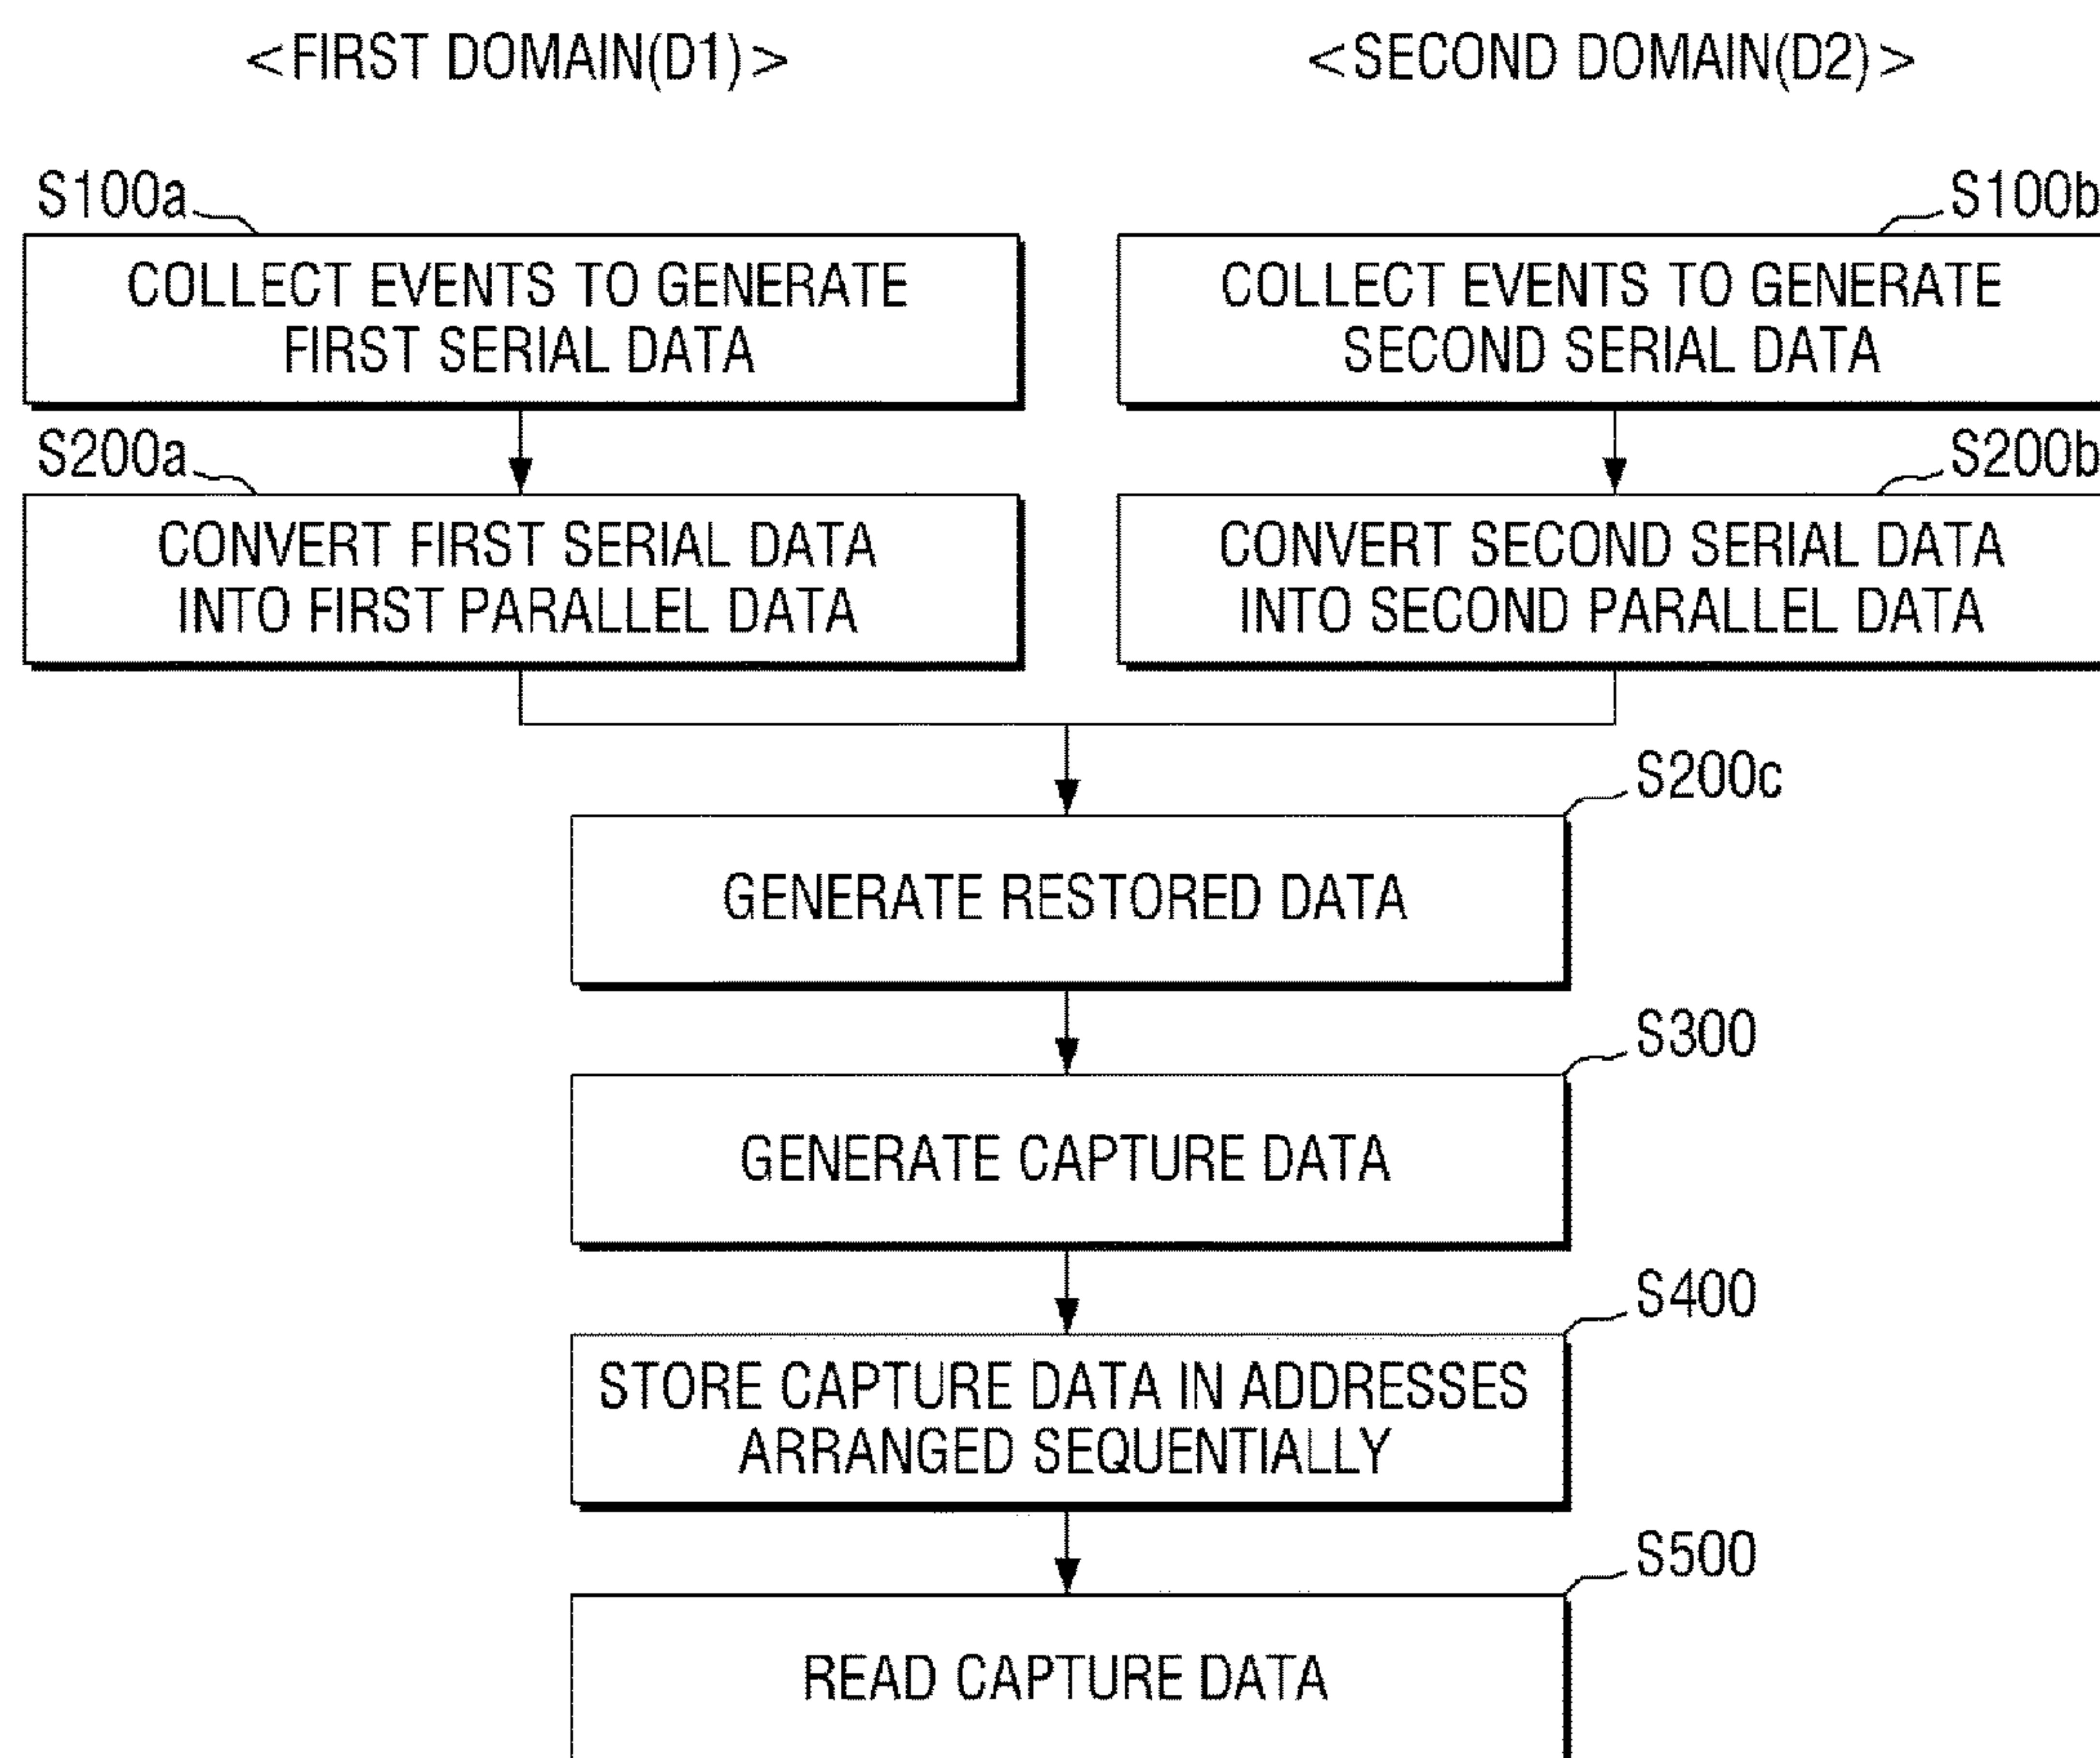 <FIRST DOMAIN(D1)>
<SECOND DOMAIN(D2)>
S100a
S100b
COLLECT EVENTS TO GENERATE
FIRST SERIAL DATA
COLLECT EVENTS TO GENERATE
SECOND SERIAL DATA
S200a
S200b
CONVERT FIRST SERIAL DATA
INTO FIRST PARALLEL DATA
CONVERT SECOND SERIAL DATA
INTO SECOND PARALLEL DATA
S200c
GENERATE RESTORED DATA
S300
GENERATE CAPTURE DATA
S400
STORE CAPTURE DATA IN ADDRESSES
ARRANGED SEQUENTIALLY
S500
READ CAPTURE DATA